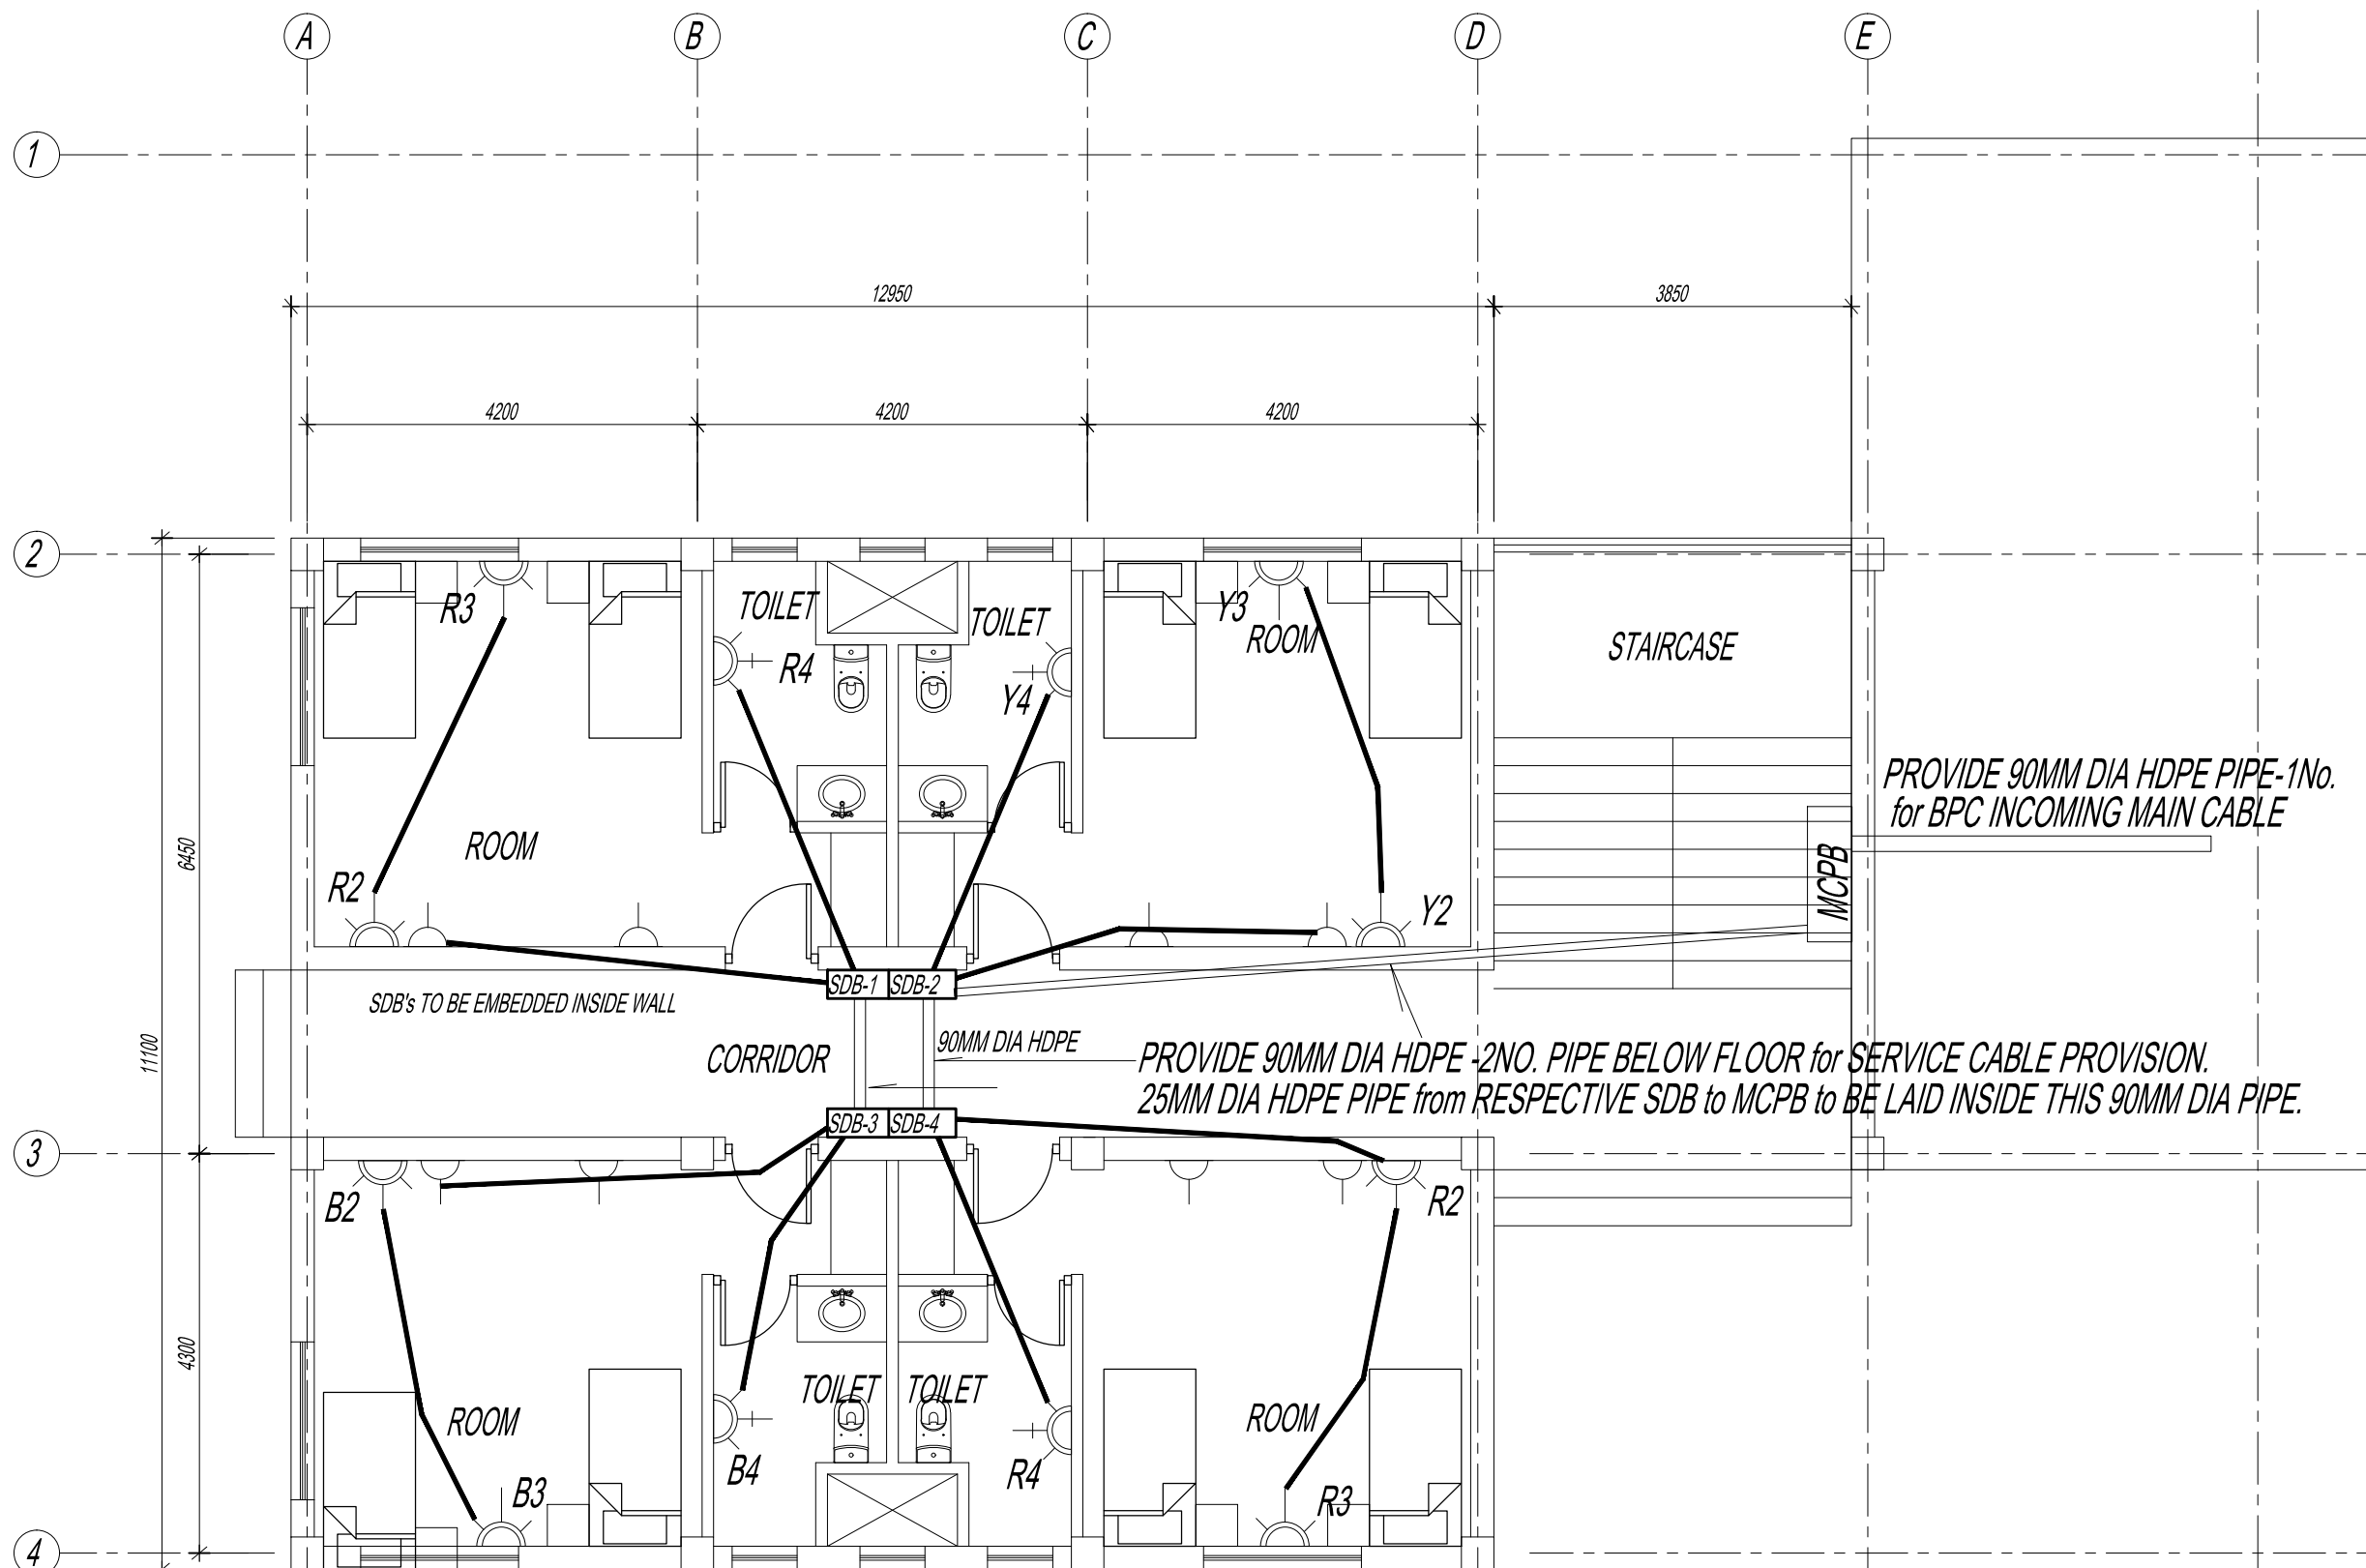 A
B
C
D
E
1
12950
3850
4200
4200
4200
2
R3
TOILET
R4
TOILET
Y4
Y3
ROOM
STAIRCASE
6450
ROOM
R2
Y2
PROVIDE 90MM DIA HDPE PIPE-1No.
for BPC INCOMING MAIN CABLE
MCPB
SDB-1
SDB-2
SDB's TO BE EMBEDDED INSIDE WALL
11100
CORRIDOR
90MM DIA HDPE
PROVIDE 90MM DIA HDPE -2NO. PIPE BELOW FLOOR for SERVICE CABLE PROVISION.
25MM DIA HDPE PIPE from RESPECTIVE SDB to MCPB to BE LAID INSIDE THIS 90MM DIA PIPE.
SDB-3
SDB-4
3
B2
R2
4300
TOILET
TOILET
ROOM
ROOM
B4
R4
B3
R3
4